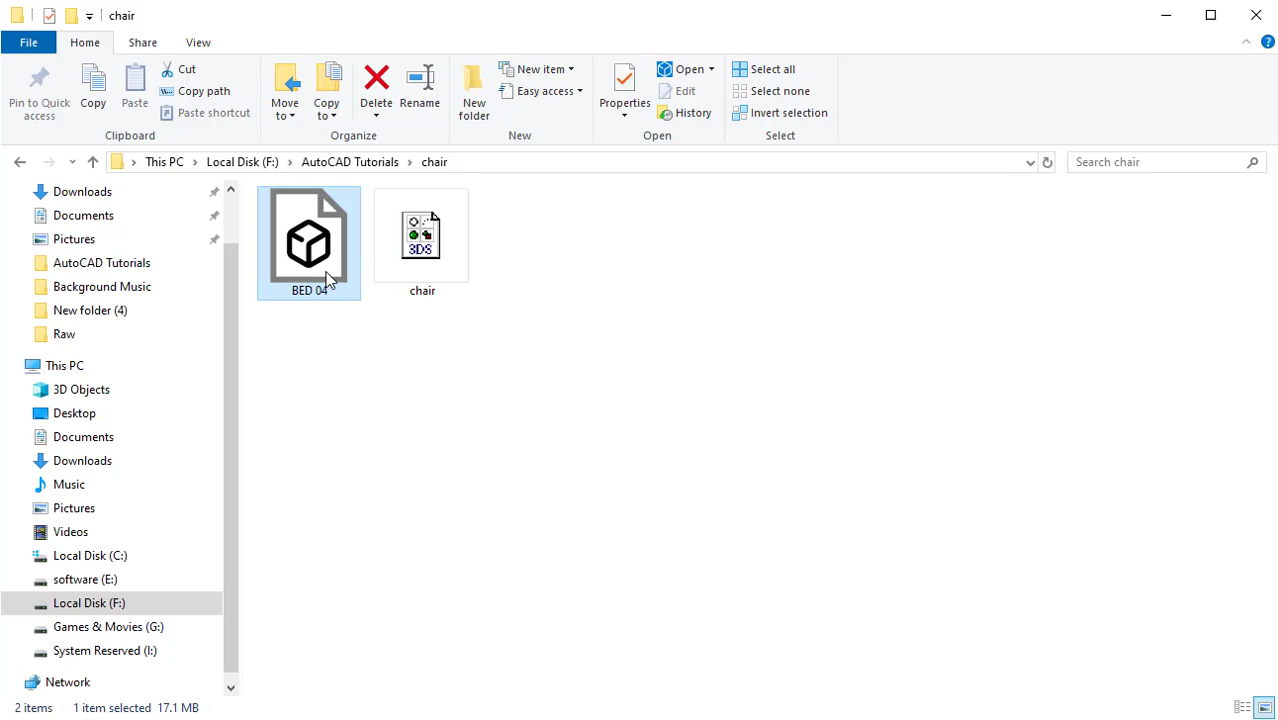 chair
File Home Share View
Pin to Quick access
Copy
Paste
Cut
Copy path
Paste shortcut
Clipboard
Move to
Copy to
Delete
Rename
Organize
New folder
New item
Easy access
New
Properties
Open
Edit
History
Open
Select all
Select none
Invert selection
Select
This PC > Local Disk (F:) > AutoCAD Tutorials > chair
Search chair
Downloads
Documents
Pictures
AutoCAD Tutorials
Background Music
New folder (4)
Raw
This PC
3D Objects
Desktop
Documents
Downloads
Music
Pictures
Videos
Local Disk (C:)
software (E:)
Local Disk (F:)
Games & Movies (G:)
System Reserved (I:)
Network
BED 04
3DS
chair
2 items 1 item selected 17.1 MB